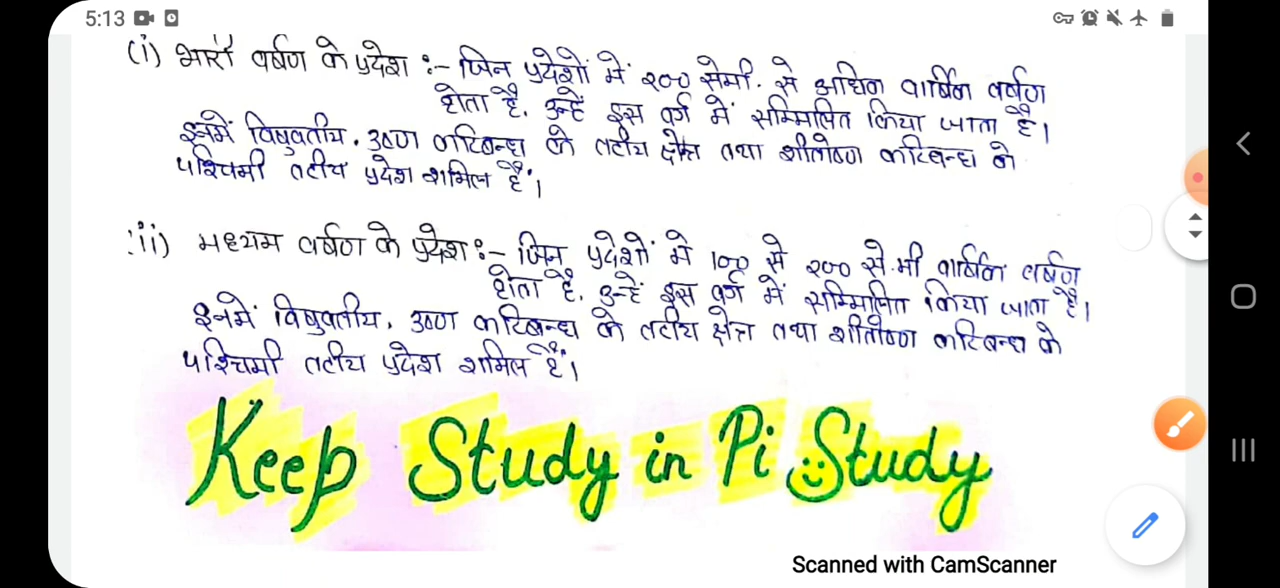 5:13
(i) भारी वर्षण के प्रदेश :- जिन प्रदेशों में २०० सेमी. से अधिक वार्षिक वर्षण
होता है, उन्हें इस वर्ग में सम्मिलित किया जाता है।
इनमें विषुवतीय, उष्ण कटिबन्ध के तटीय क्षेत्र तथा शीतोष्ण कटिबन्ध के
पश्चिमी तटीय प्रदेश शामिल हैं।
ii) मध्यम वर्षण के प्रदेश :- जिन प्रदेशों मे 100 से २०० से.मी वार्षिक वर्षण
होता है, उन्हें इस वर्ग में सम्मिलित किया जाता है।
इनमें विषुवतीय, उष्ण कटिबन्ध के तटीय क्षेत्र तथा शीतोष्ण कटिबन्ध के
पश्चिमी तटीय प्रदेश शामिल हैं।
Keep Study in Pi Study
Scanned with CamScanner